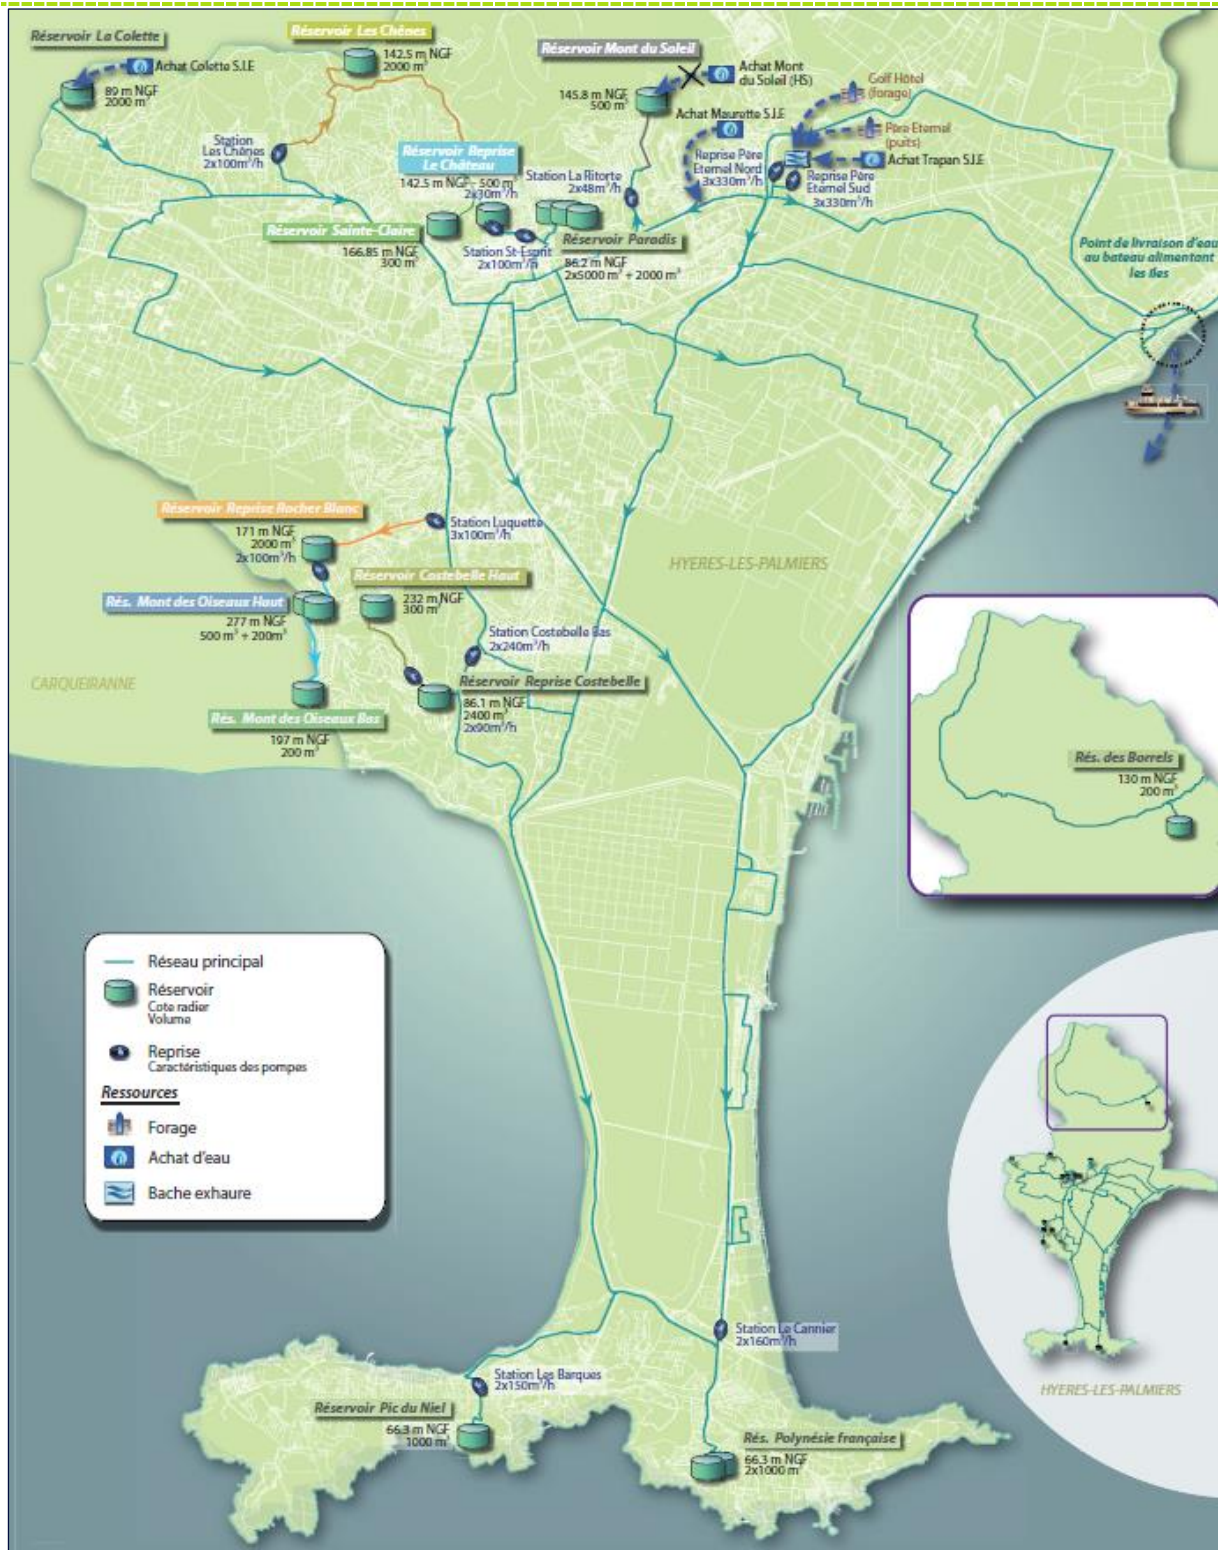 Réservoir La Colette
Achat Colette S.I.E
89 m NGF
2000 m³
Réservoir Les Chênes
142.5 m NGF
2000 m³
Station
Les Chênes
2x100m³/h
Réservoir Mont du Soleil
145.8 m NGF
500 m³
Achat Mont
du Soleil (HS)
Achat Maurette S.I.E
Golf Hôtel
(forage)
Père Eternel
(puits)
Achat Trapan S.I.E
Reprise Père
Eternel Nord
3x330m³/h
Reprise Père
Eternel Sud
3x330m³/h
Réservoir Reprise
Le Château
142.5 m NGF - 500 m³
2x30m³/h
Station La Ritorte
2x48m³/h
Réservoir Sainte-Claire
166.85 m NGF
300 m³
Station St-Esprit
2x100m³/h
Réservoir Paradis
86.2 m NGF
2x5000 m³ + 2000 m³
Point de livraison d'eau
au bateau alimentant
les îles
Réservoir Reprise Rocher Blanc
171 m NGF
2000 m³
2x100m³/h
Station Luquette
3x100m³/h
HYERES-LES-PALMIERS
Réservoir Costebelle Haut
232 m NGF
300 m³
Rés. Mont des Oiseaux Haut
277 m NGF
500 m³ + 200m³
Station Costebelle Bas
2x240m³/h
CARQUEIRANNE
Réservoir Reprise Costebelle
86.1 m NGF
2400 m³
2x90m³/h
Rés. Mont des Oiseaux Bas
197 m NGF
200 m³
Rés. des Borrels
130 m NGF
200 m³
Réseau principal
Réservoir
Cote radier
Volume
Reprise
Caractéristiques des pompes
Ressources
Forage
Achat d'eau
Bache exhaure
Station Le Cannier
2x160m³/h
Station Les Barques
2x150m³/h
Réservoir Pic du Niel
66.3 m NGF
1000 m³
Rés. Polynésie française
66.3 m NGF
2x1000 m³
HYERES-LES-PALMIERS